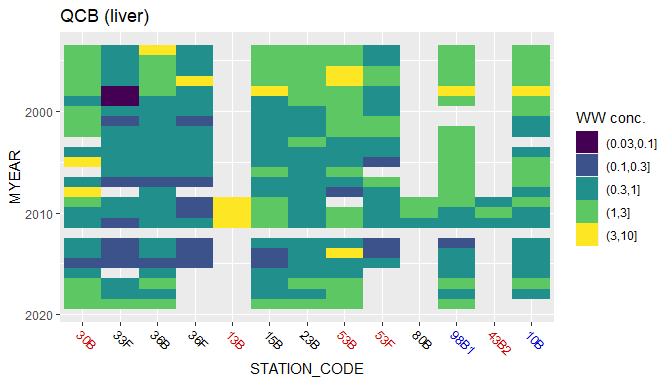 QCB (liver)
MYEAR
2000
2010
2020
30B 33F 36B 36F 13B 15B 23B 53B 53F 80B 98B1 43B2 10B
STATION_CODE
WW conc.
(0.03,0.1]
(0.1,0.3]
(0.3,1]
(1,3]
(3,10]